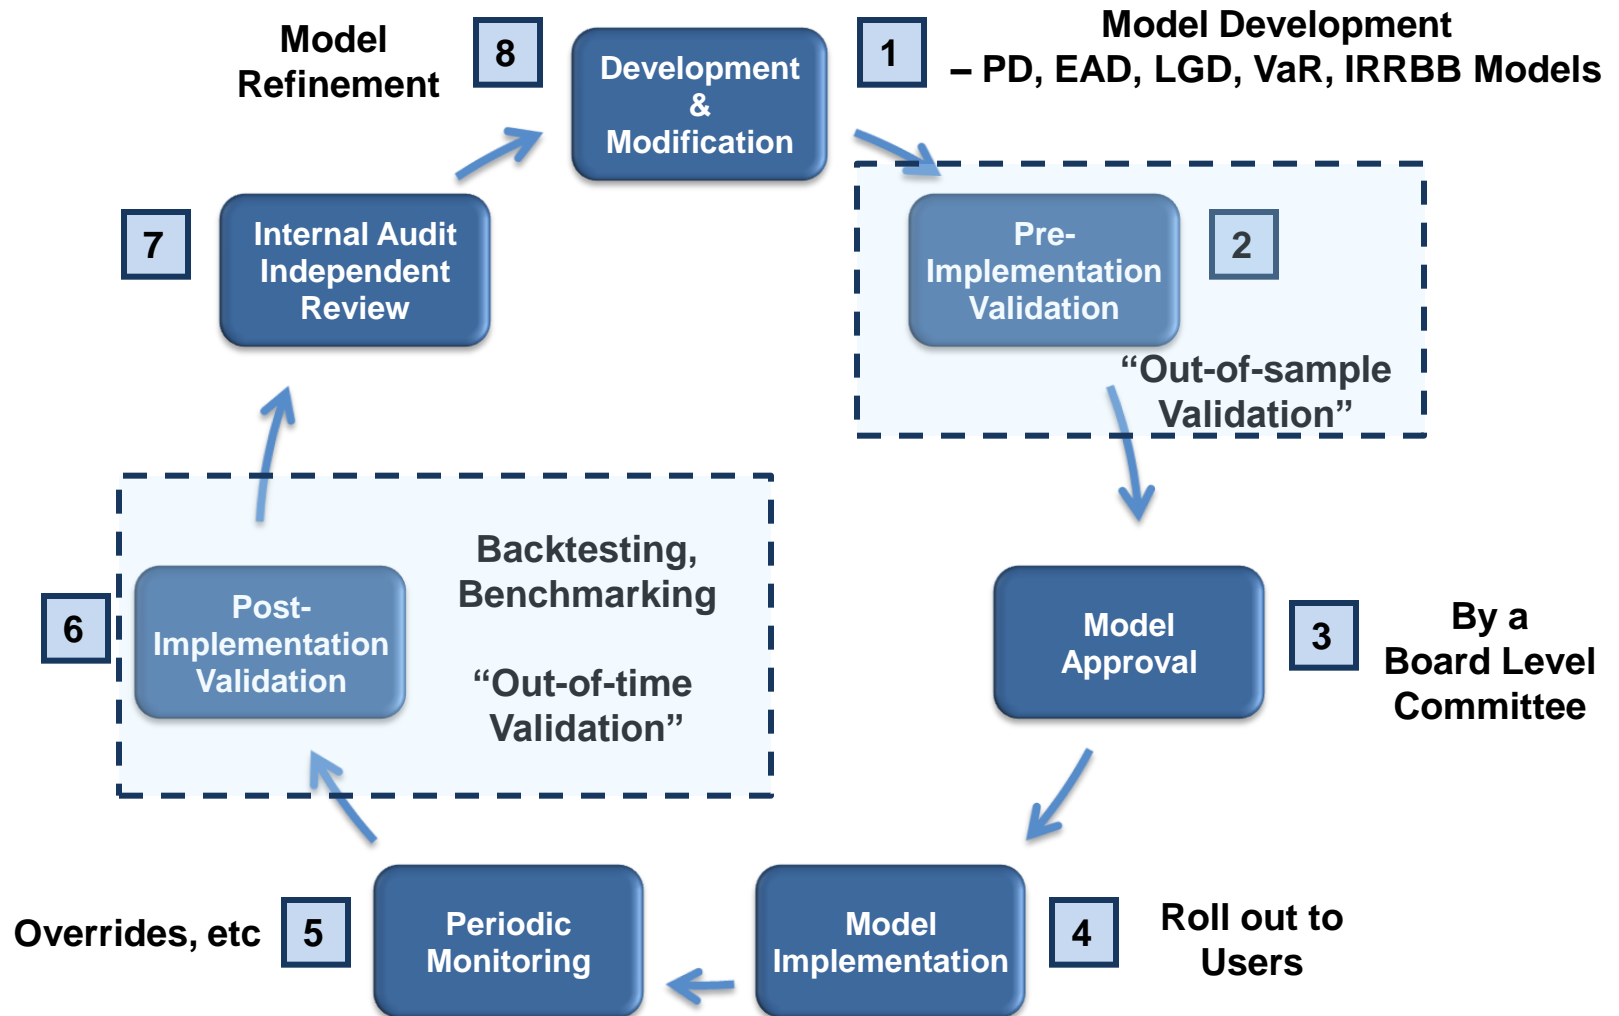 Model
Refinement
8
Development
&
Modification
1
Model Development
– PD, EAD, LGD, VaR, IRRBB Models
7
Internal Audit
Independent
Review
Pre-
Implementation
Validation
2
“Out-of-sample
Validation”
6
Post-
Implementation
Validation
Backtesting,
Benchmarking
“Out-of-time
Validation”
Model
Approval
3
By a
Board Level
Committee
Overrides, etc
5
Periodic
Monitoring
Model
Implementation
4
Roll out to
Users